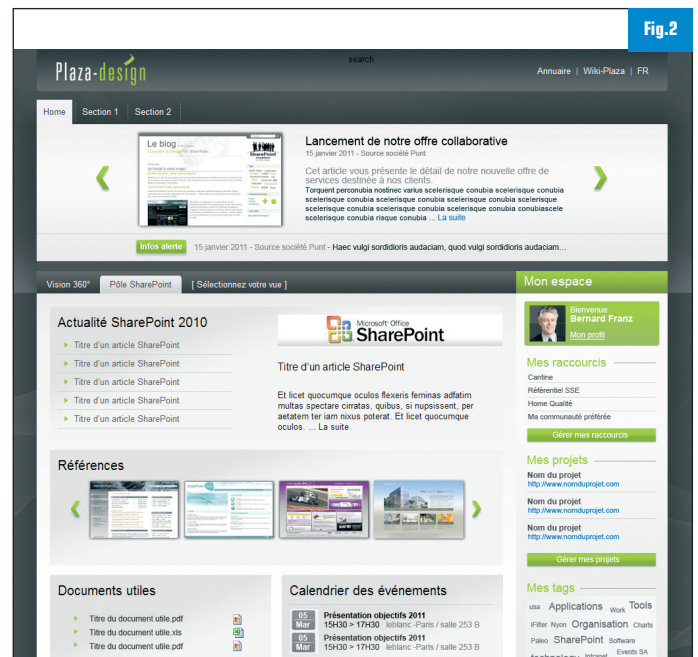 Fig.2
Plaza-design
search
Annuaire | Wiki-Plaza | FR
Home Section 1 Section 2
Le blog
SharePoint
Lancement de notre offre collaborative
15 janvier 2011 - Source société Punt
Cet article vous présente le détail de notre nouvelle offre de
services destinée à nos clients.
Torquent percomubia nostinec varius scelerisque conubia scelerisque conubia
scelerisque conubia scelerisque conubia scelerisque conubia scelerisque
scelerisque conubia scelerisque conubia scelerisque conubia conubiascele
scelerisque conubia risque conubia ... La suite
Infos alerte 15 janvier 2011 - Source société Punt - Haec vulgi sordidioris audaciam, quod vulgi sordidioris audaciam…
Vision 360° Pôle SharePoint [ Sélectionnez votre vue ]
Actualité SharePoint 2010
Titre d'un article SharePoint
Titre d'un article SharePoint
Titre d'un article SharePoint
Titre d'un article SharePoint
Titre d'un article SharePoint
Microsoft Office
SharePoint
Titre d'un article SharePoint
Et licet quocumque oculos flexeris feminas adfatim
multas spectare cirratas, quibus, si nupsissent, per
aetatem ter iam nixus poterat. Et licet quocumque
oculos. ... La suite
Références
Documents utiles
Titre du document utile.pdf
Titre du document utile.xls
Titre du document utile.pdf
Calendrier des événements
05 Mar
Présentation objectifs 2011
15H30 > 17H30 leblanc -Paris / salle 253 B
05 Mar
Présentation objectifs 2011
15H30 > 17H30 leblanc -Paris / salle 253 B
Mon espace
Bienvenue
Bernard Franz
Mon profil
Mes raccourcis
Cantine
Référentiel SSE
Home Qualité
Ma communauté préférée
Gérer mes raccourcis
Mes projets
Nom du projet
http://www.nomduprojet.com
Nom du projet
http://www.nomduprojet.com
Nom du projet
http://www.nomduprojet.com
Gérer mes projets
Mes tags
usa Applications Work Tools
iFilter Nyon Organisation Charts
Paleo SharePoint Software
technology Intranet Events SA